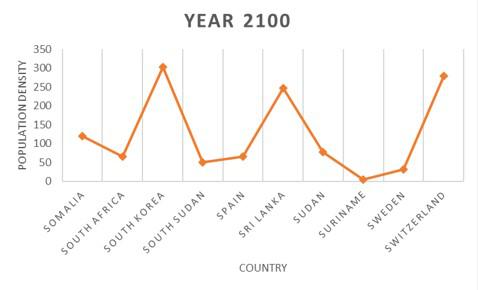 YEAR 2100
POPULATION DENSITY
350
300
250
200
150
100
50
0
SOMALIA
SOUTH AFRICA
SOUTH KOREA
SOUTH SUDAN
SPAIN
SRI LANKA
SUDAN
SURINAME
SWEDEN
SWITZERLAND
COUNTRY